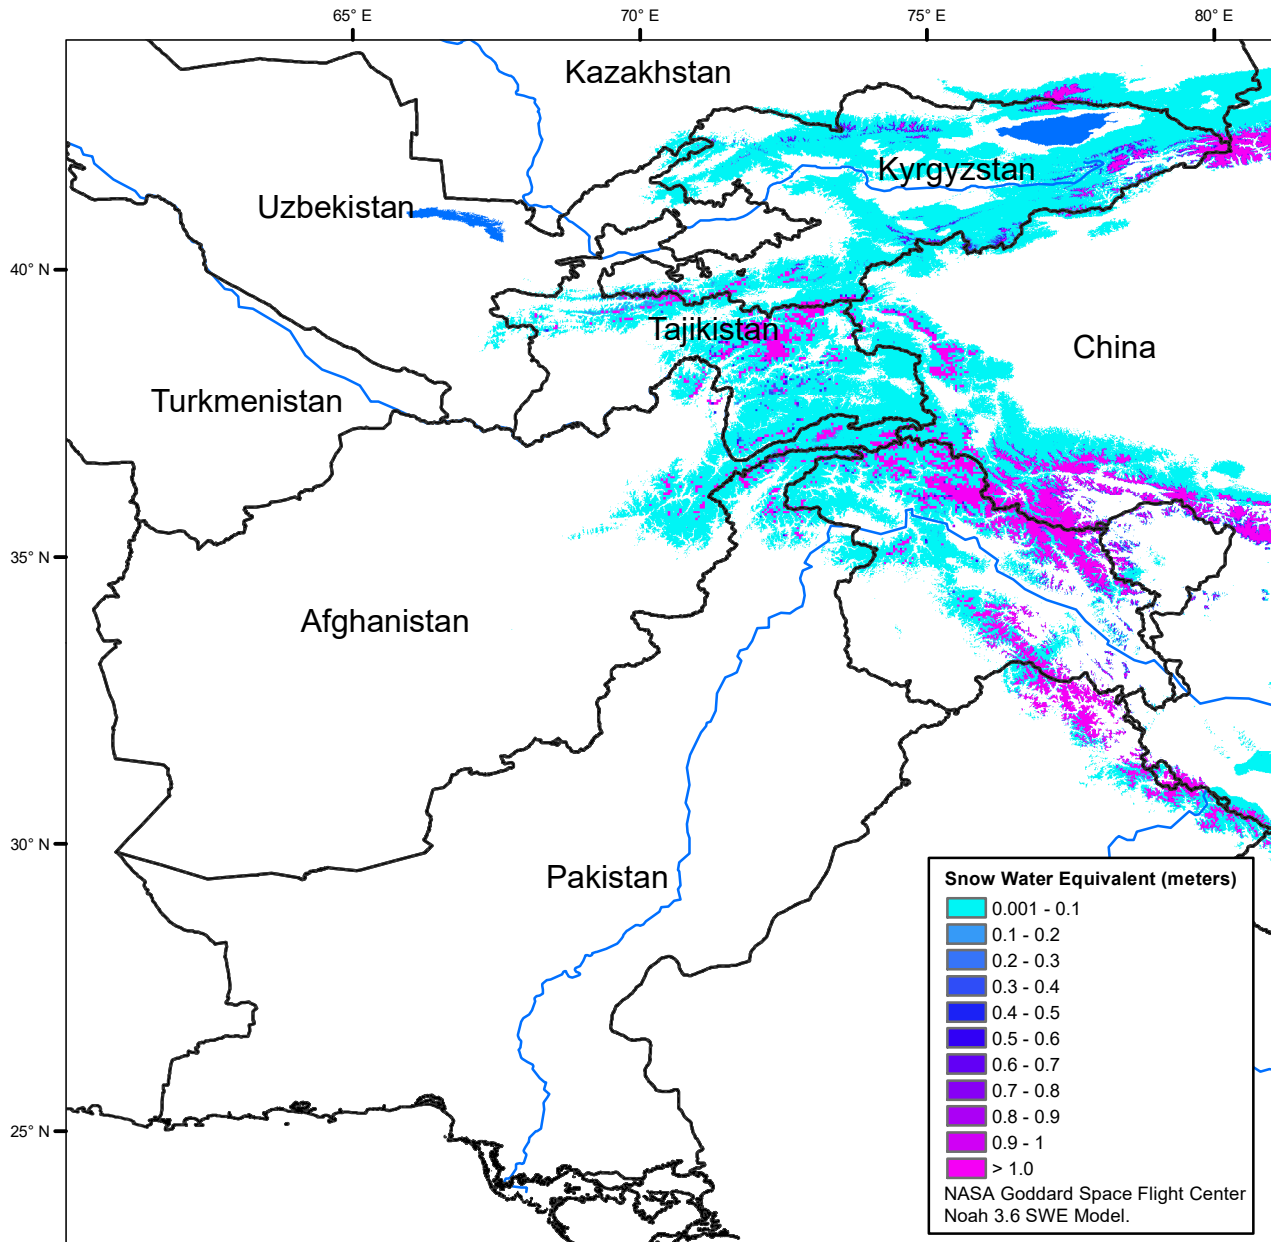 65° E
70° E
75° E
80° E
Kazakhstan
Kyrgyzstan
Uzbekistan
40° N
Tajikistan
China
Turkmenistan
35° N
Afghanistan
30° N
Pakistan
Snow Water Equivalent (meters)
0.001 - 0.1
0.1 - 0.2
0.2 - 0.3
0.3 - 0.4
0.4 - 0.5
0.5 - 0.6
0.6 - 0.7
0.7 - 0.8
0.8 - 0.9
0.9 - 1
> 1.0
25° N
NASA Goddard Space Flight Center
Noah 3.6 SWE Model.